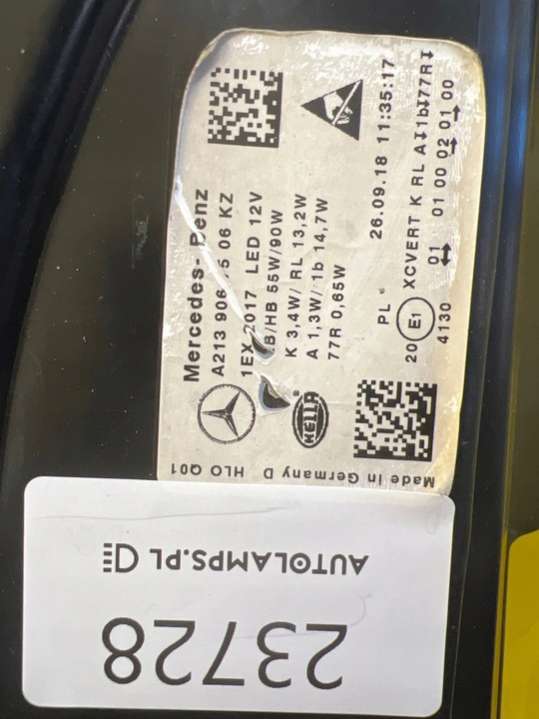 Mercedes-Benz
A213 906 5 06 KZ
1EX 2017 LED 12V
B/HB 55W/90W
K 3,4W/ RL 13,2W
A 1,3W/ 1b 14,7W
77R 0,65W
HELLA
PL 26.09.18 11:35:17
20 E1 XCVERT K RL A1b77R
4130 01 01 00 02 01 00
Made in Germany D HLO Q01
AUTOLAMPS.PL
23728